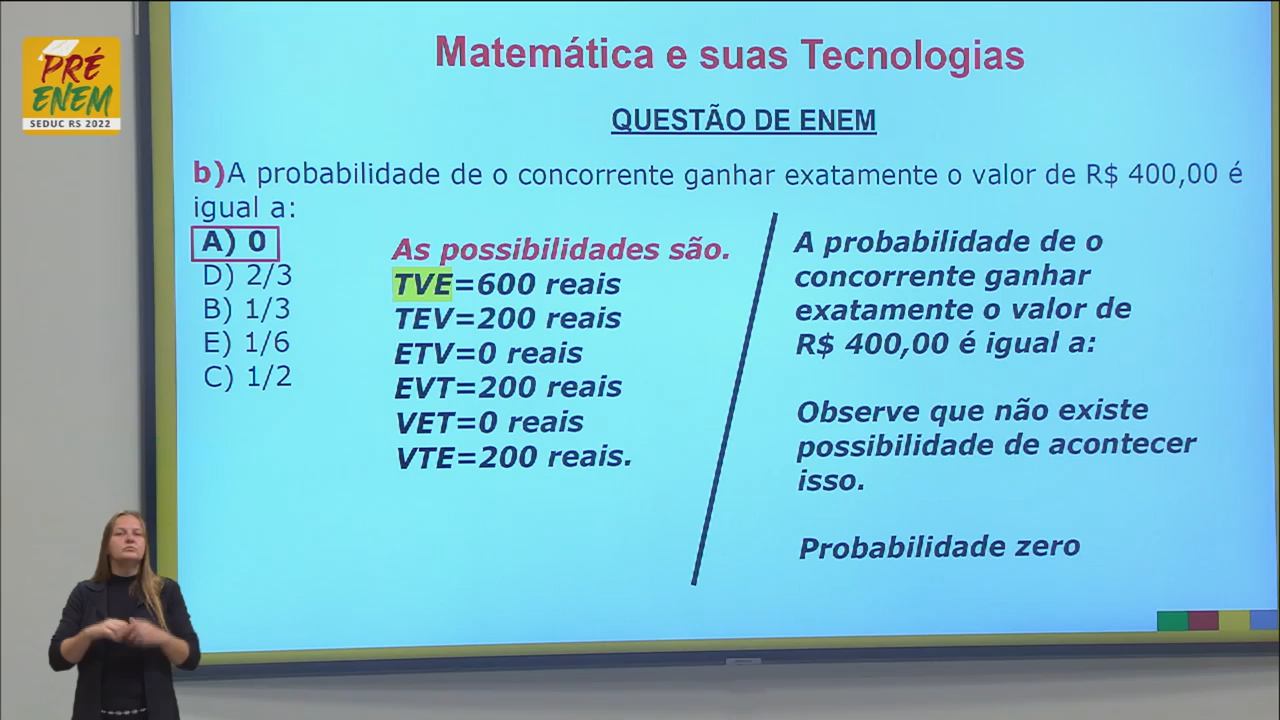 PRÉ
ENEM
SEDUC RS 2022
Matemática e suas Tecnologias
QUESTÃO DE ENEM
b)A probabilidade de o concorrente ganhar exatamente o valor de R$ 400,00 é
igual a:
A) 0
D) 2/3
B) 1/3
E) 1/6
C) 1/2
As possibilidades são.
TVE=600 reais
TEV=200 reais
ETV=0 reais
EVT=200 reais
VET=0 reais
VTE=200 reais.
A probabilidade de o
concorrente ganhar
exatamente o valor de
R$ 400,00 é igual a:
Observe que não existe
possibilidade de acontecer
isso.
Probabilidade zero